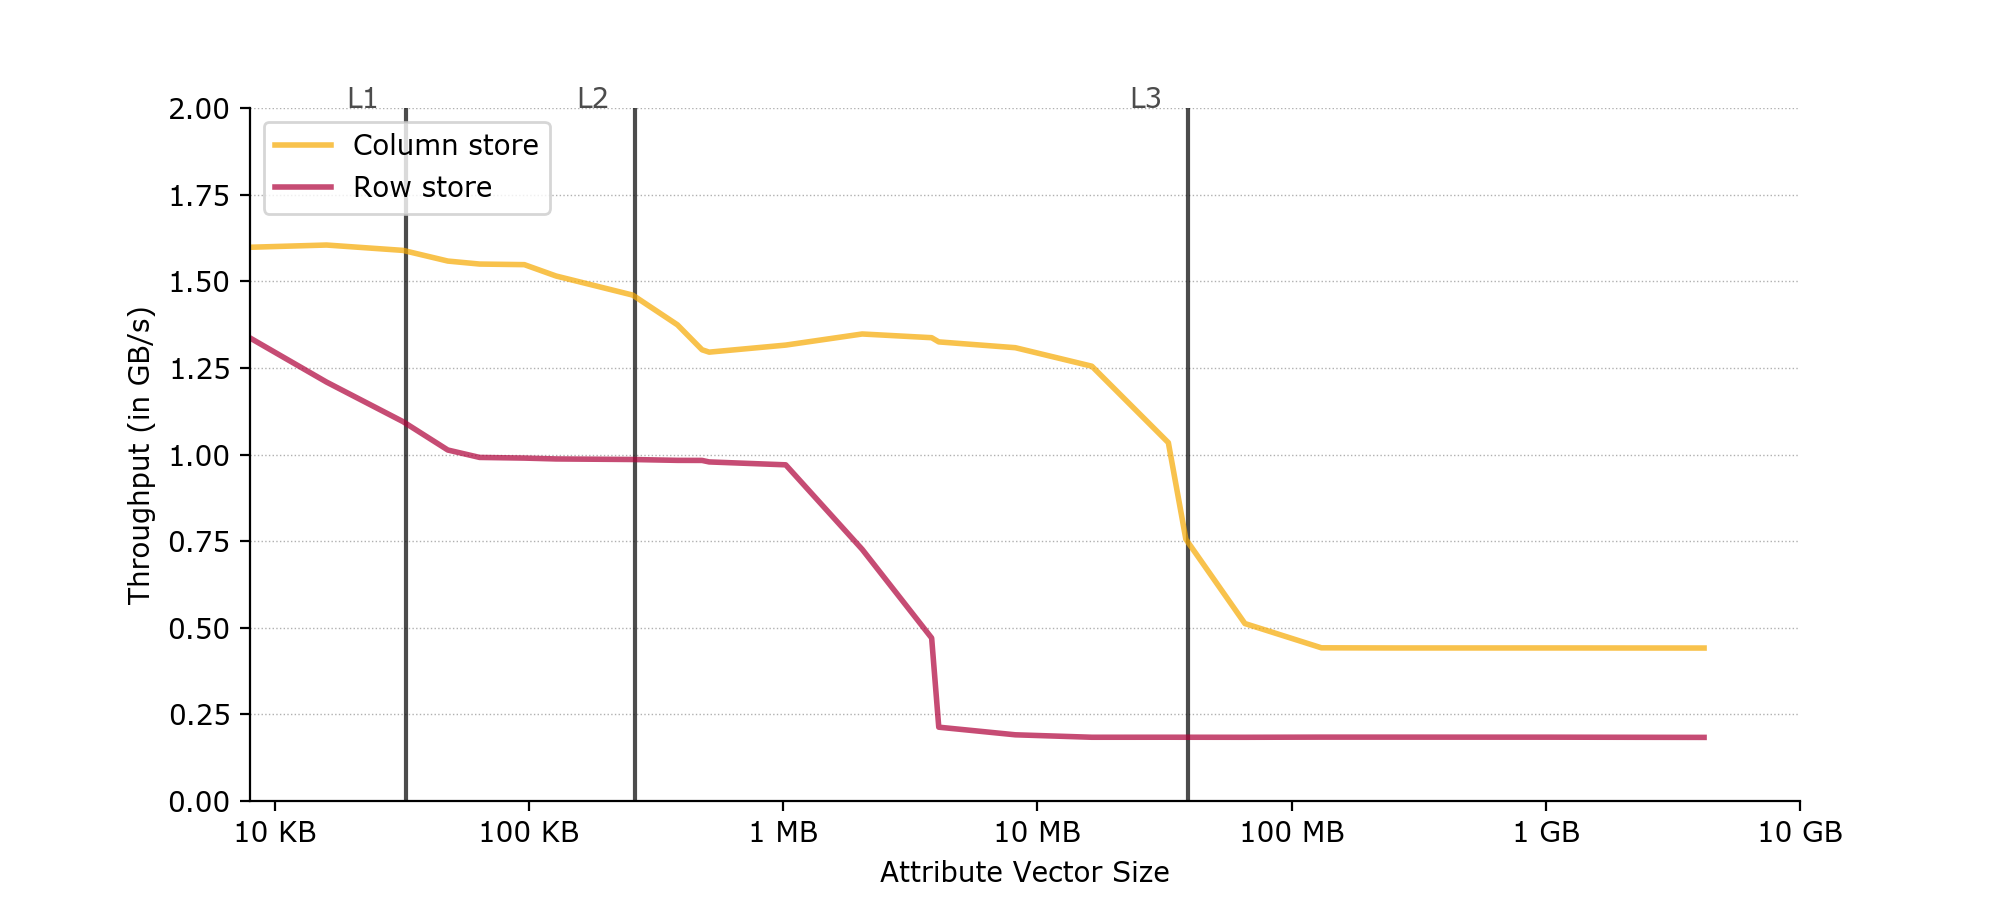 L1 L2 L3
2.00
Column store
Row store
1.75
1.50
1.25
1.00
0.75
0.50
0.25
0.00
Throughput (in GB/s)
10 KB 100 KB 1 MB 10 MB 100 MB 1 GB 10 GB
Attribute Vector Size